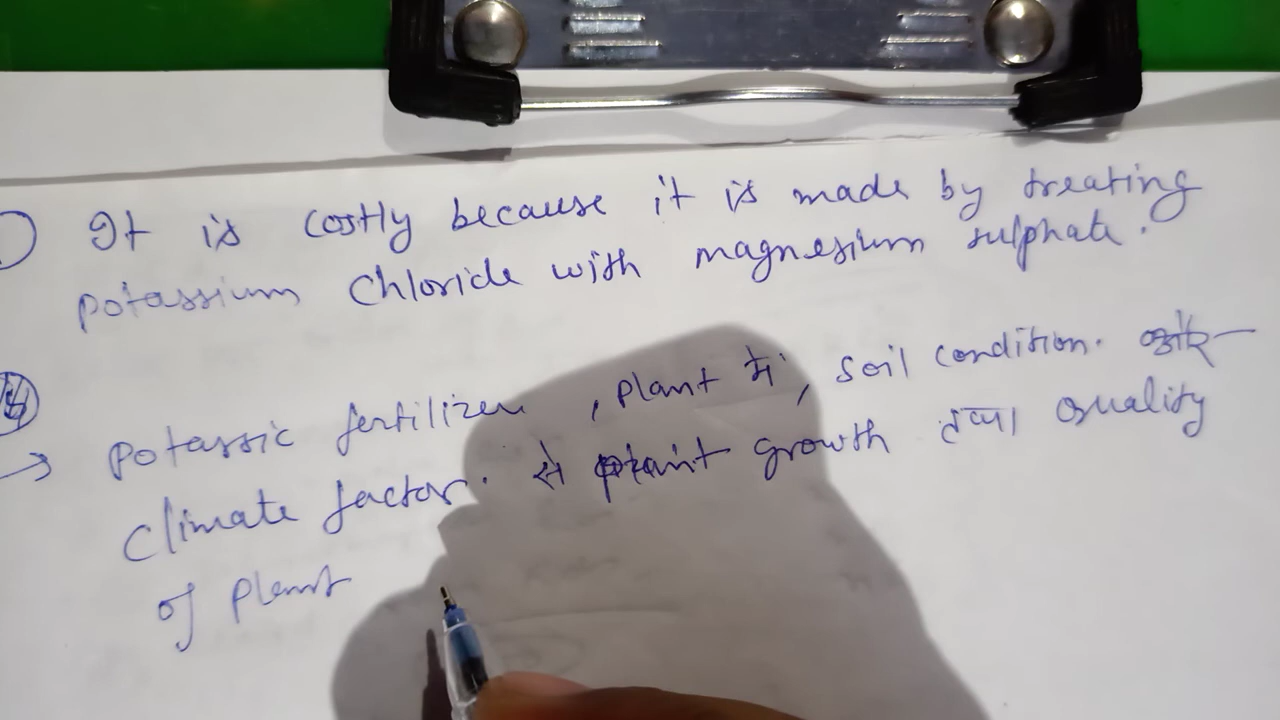 It is costly because it is made by treating
potassium chloride with magnesium sulphate.
Potassic fertilizer , plant में , soil condition.
Climate factor. से plant growth तथा quality
of plant